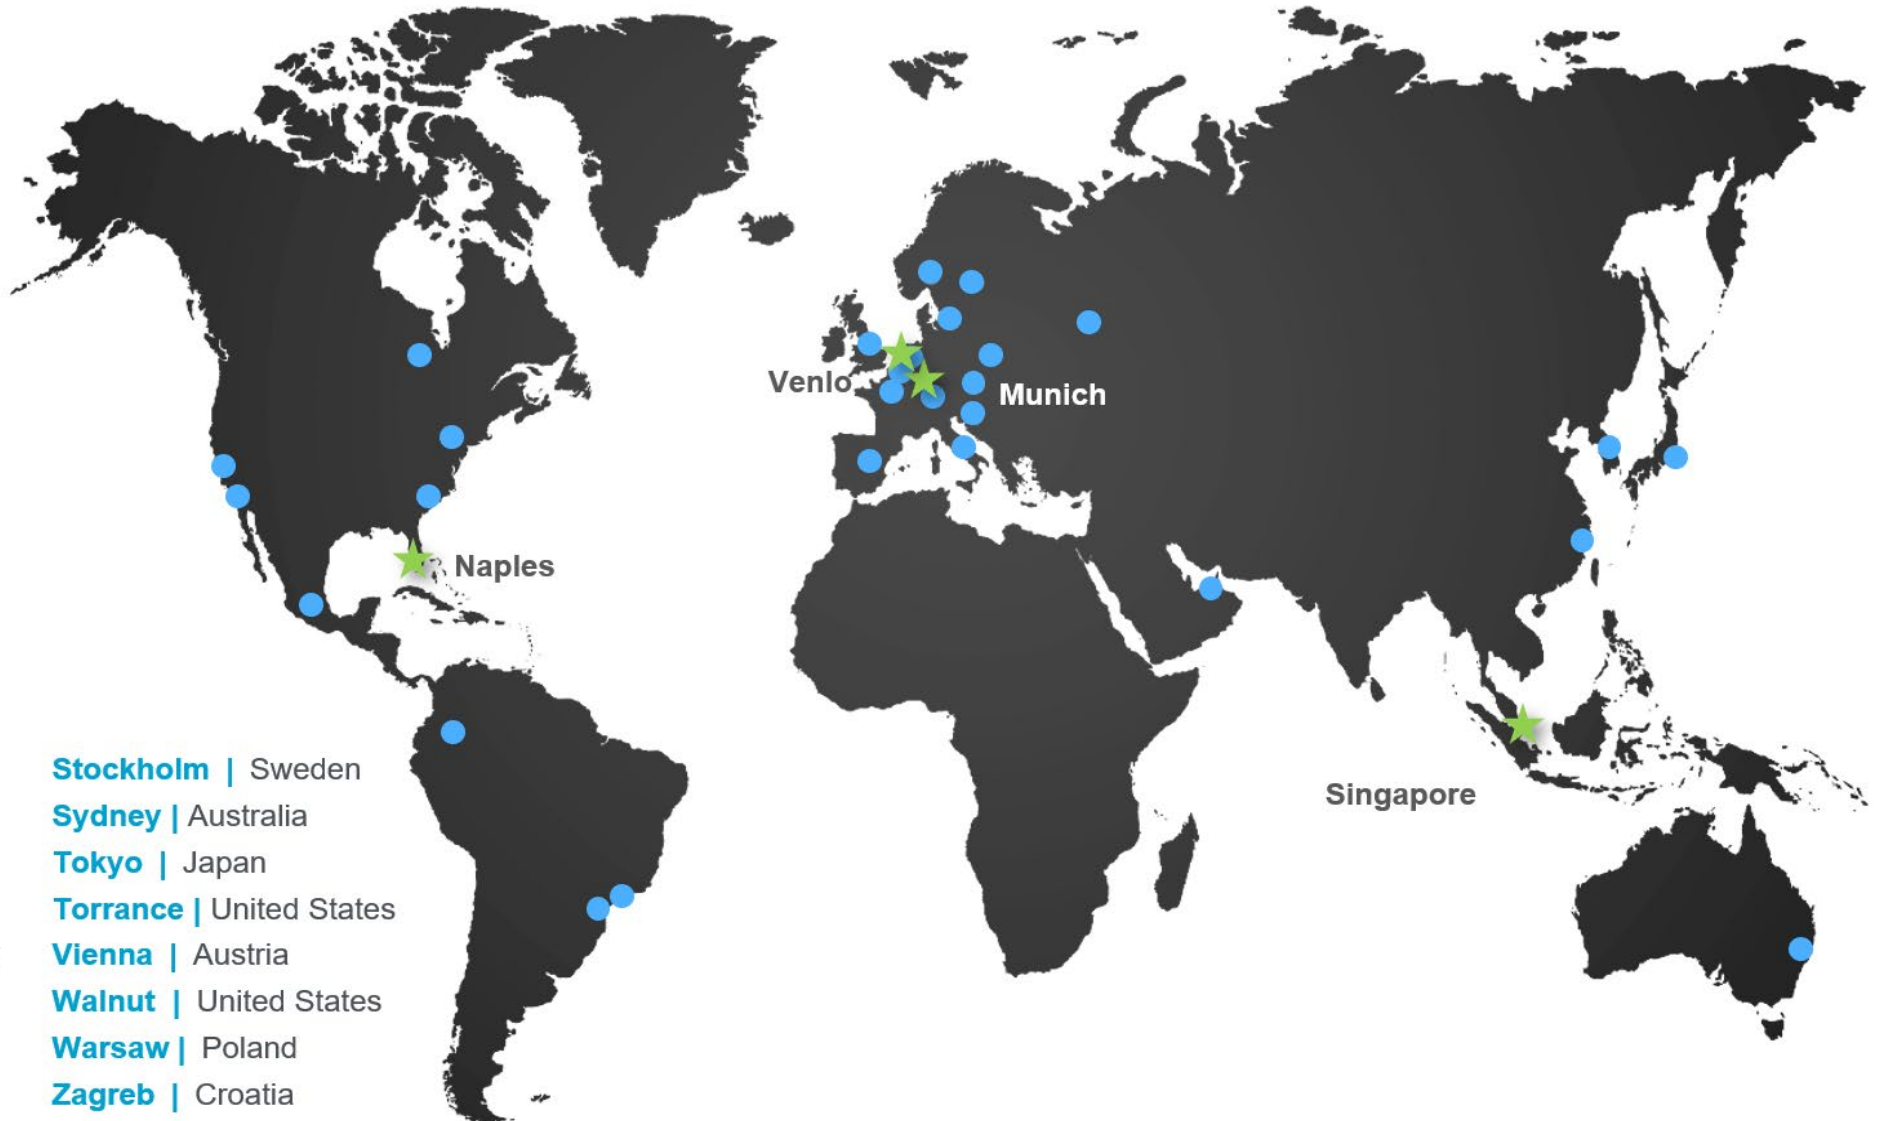 Venlo
Munich
Naples
Singapore
Stockholm | Sweden
Sydney | Australia
Tokyo | Japan
Torrance | United States
Vienna | Austria
Walnut | United States
Warsaw | Poland
Zagreb | Croatia